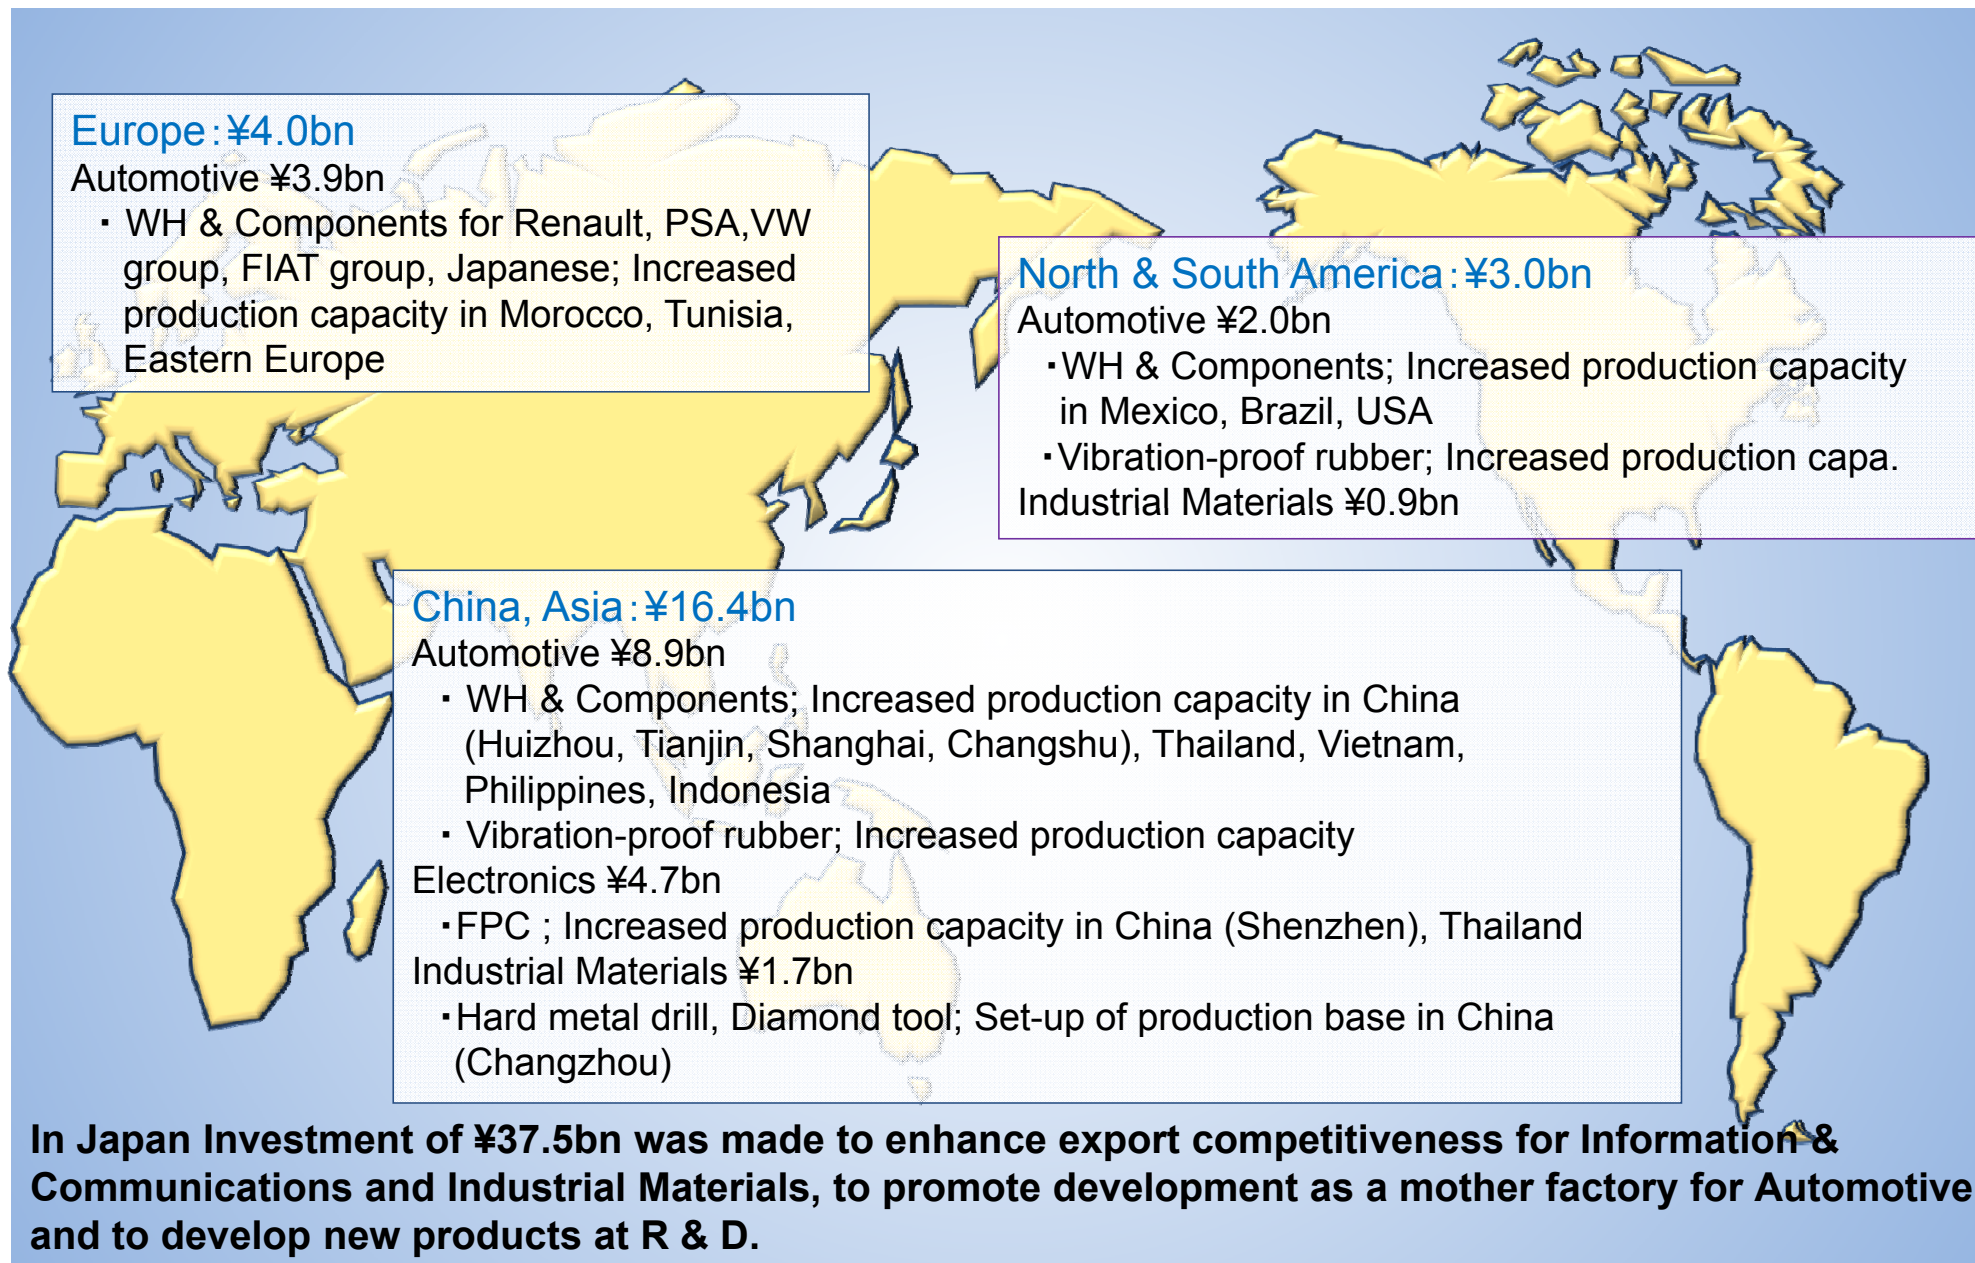 Europe:¥4.0bn
Automotive ¥3.9bn
・WH & Components for Renault, PSA,VW
group, FIAT group, Japanese; Increased
production capacity in Morocco, Tunisia,
Eastern Europe
North & South America:¥3.0bn
Automotive ¥2.0bn
・WH & Components; Increased production capacity
in Mexico, Brazil, USA
・Vibration-proof rubber; Increased production capa.
Industrial Materials ¥0.9bn
China, Asia:¥16.4bn
Automotive ¥8.9bn
・WH & Components; Increased production capacity in China
(Huizhou, Tianjin, Shanghai, Changshu), Thailand, Vietnam,
Philippines, Indonesia
・Vibration-proof rubber; Increased production capacity
Electronics ¥4.7bn
・FPC ; Increased production capacity in China (Shenzhen), Thailand
Industrial Materials ¥1.7bn
・Hard metal drill, Diamond tool; Set-up of production base in China
(Changzhou)
In Japan Investment of ¥37.5bn was made to enhance export competitiveness for Information &
Communications and Industrial Materials, to promote development as a mother factory for Automotive
and to develop new products at R & D.